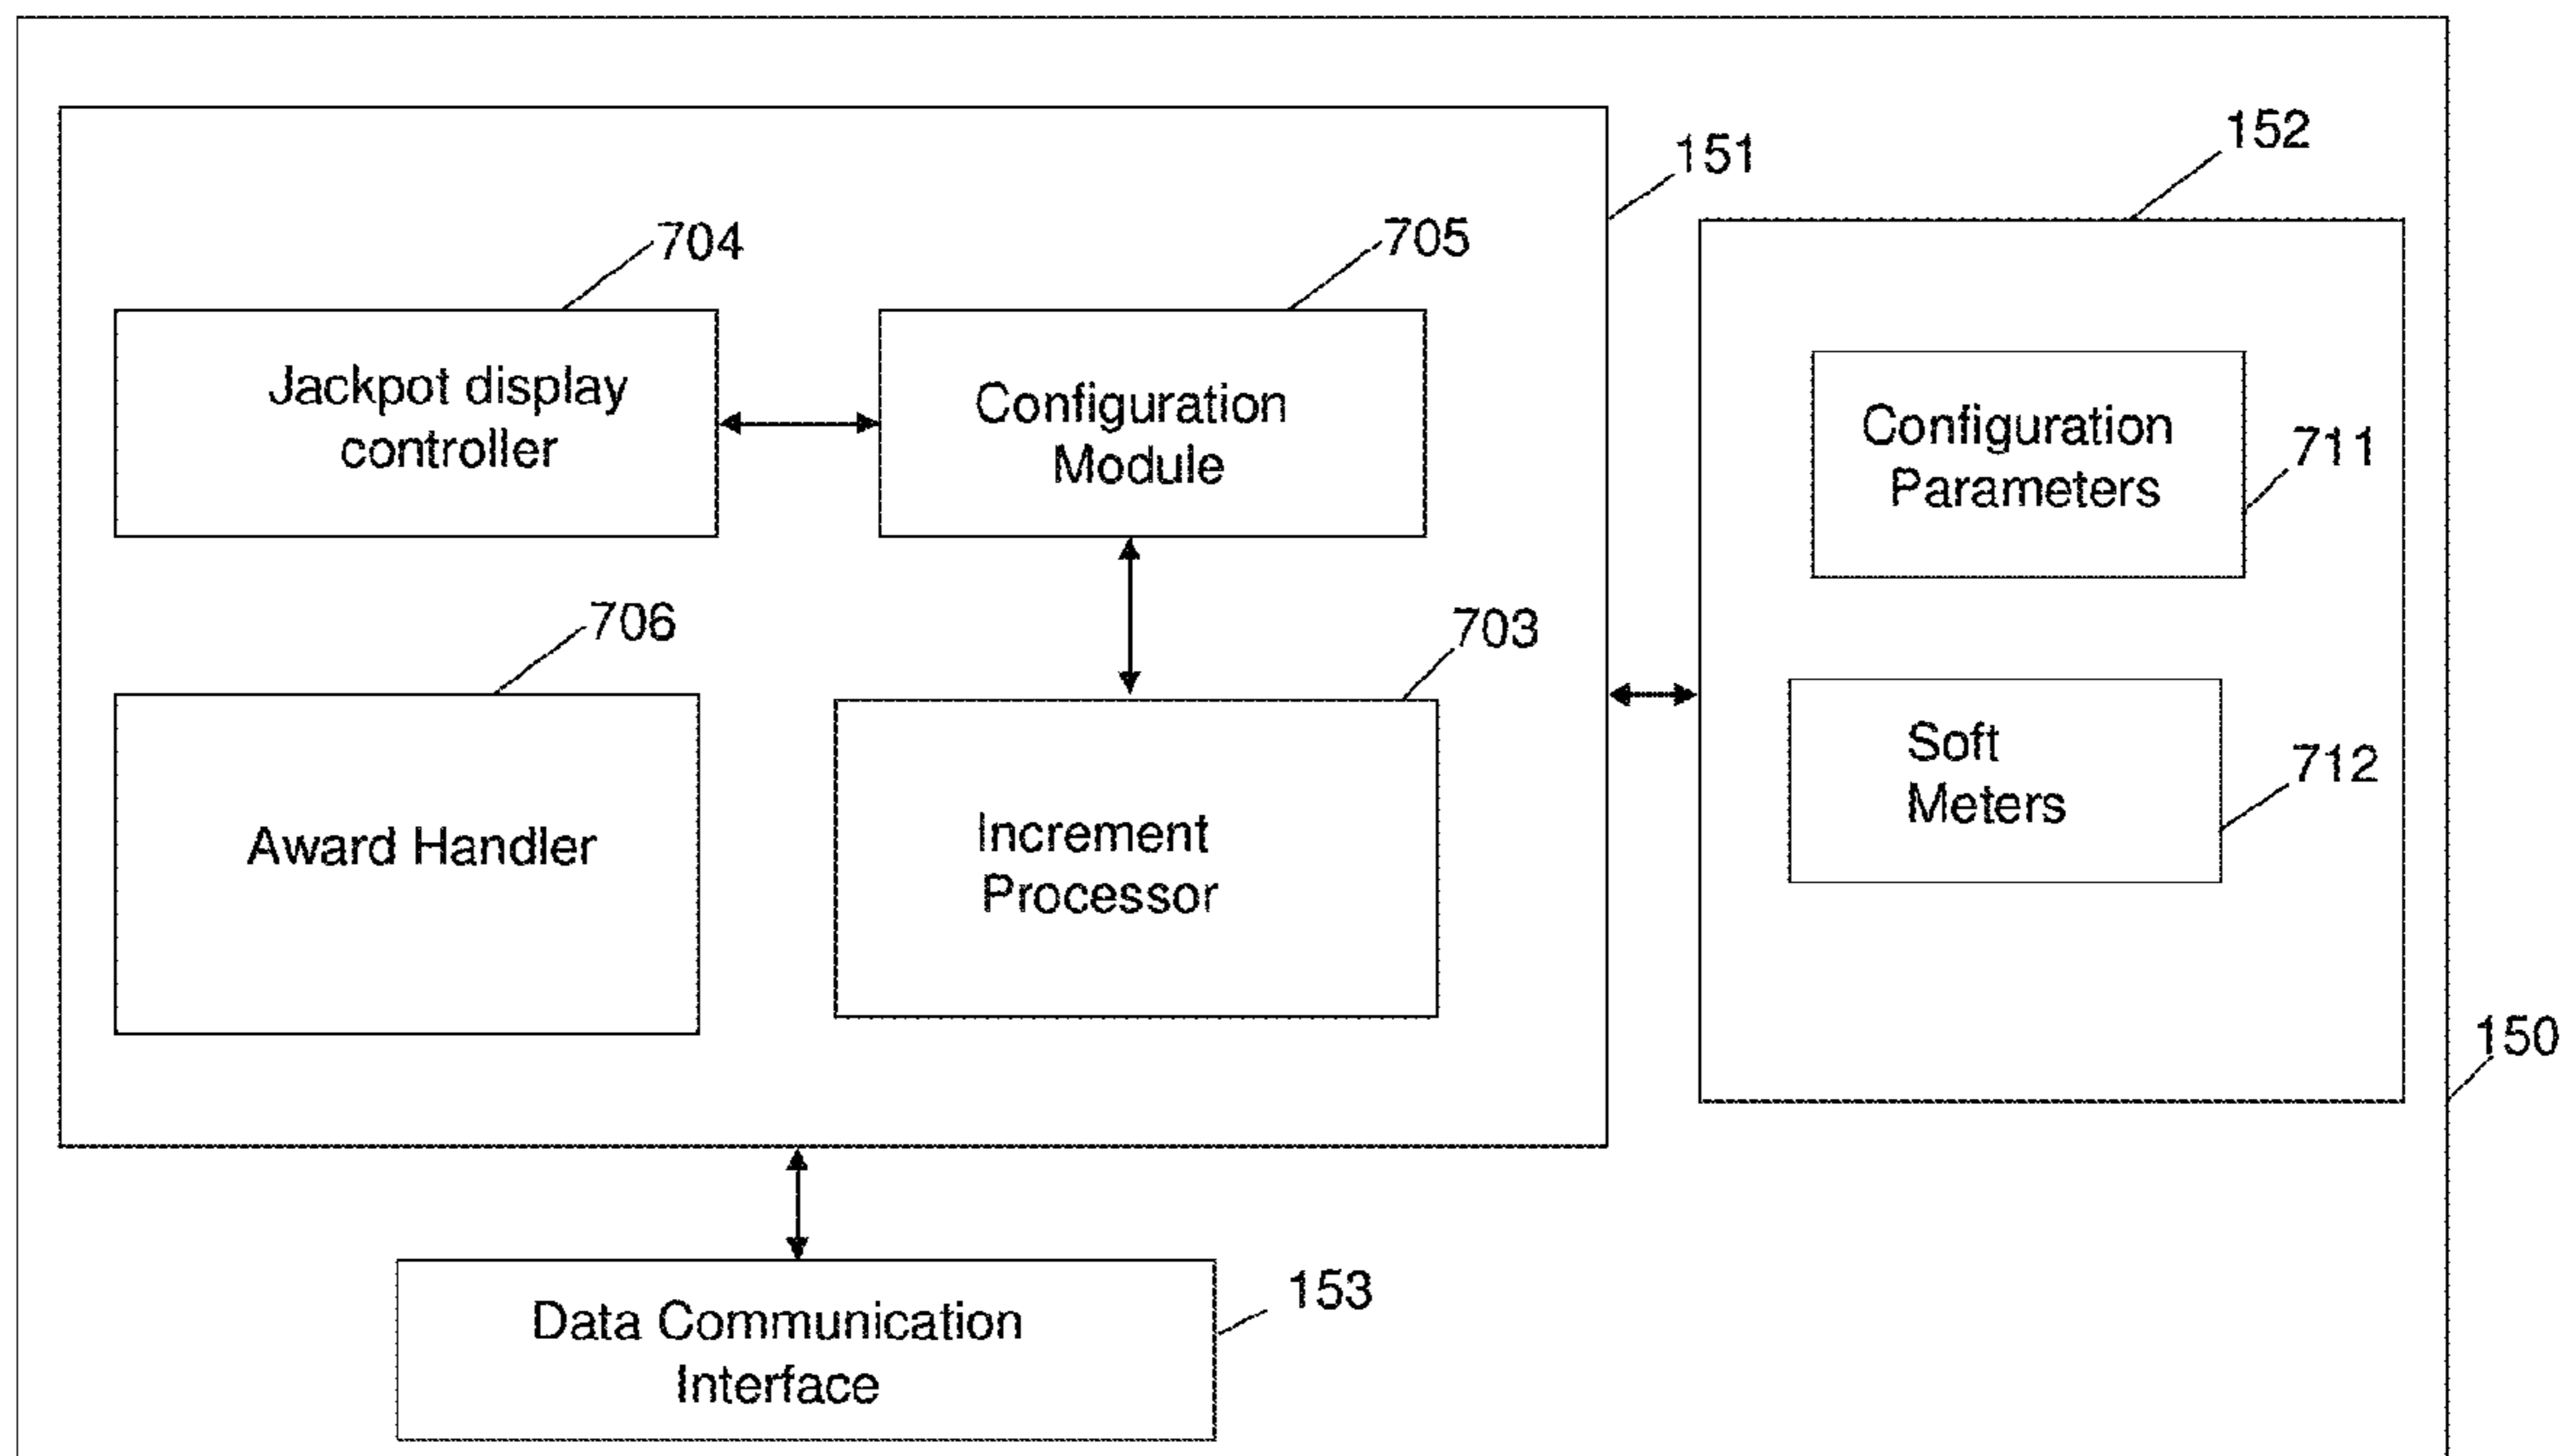 152
151
704
705
Jackpot display
controller
Configuration
Module
Configuration
Parameters
711
706
703
Award Handler
Increment
Processor
Soft
Meters
712
150
153
Data Communication
Interface